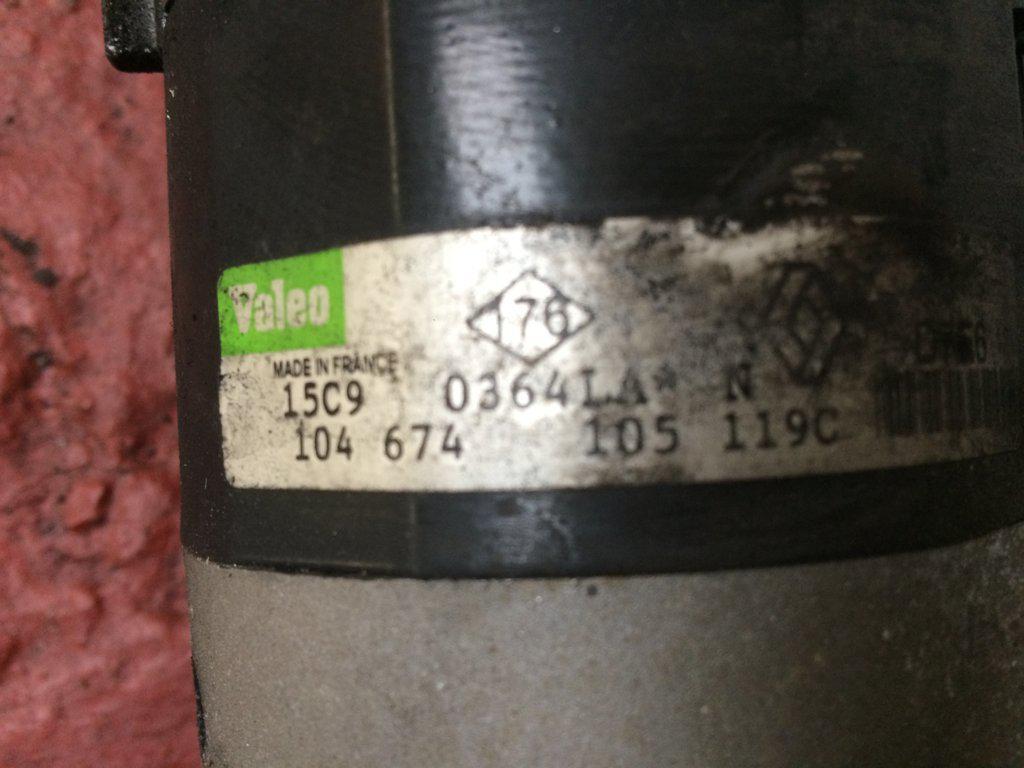 Valeo
176
MADE IN FRANCE
15C9 0364LA* N
104 674 105 119C